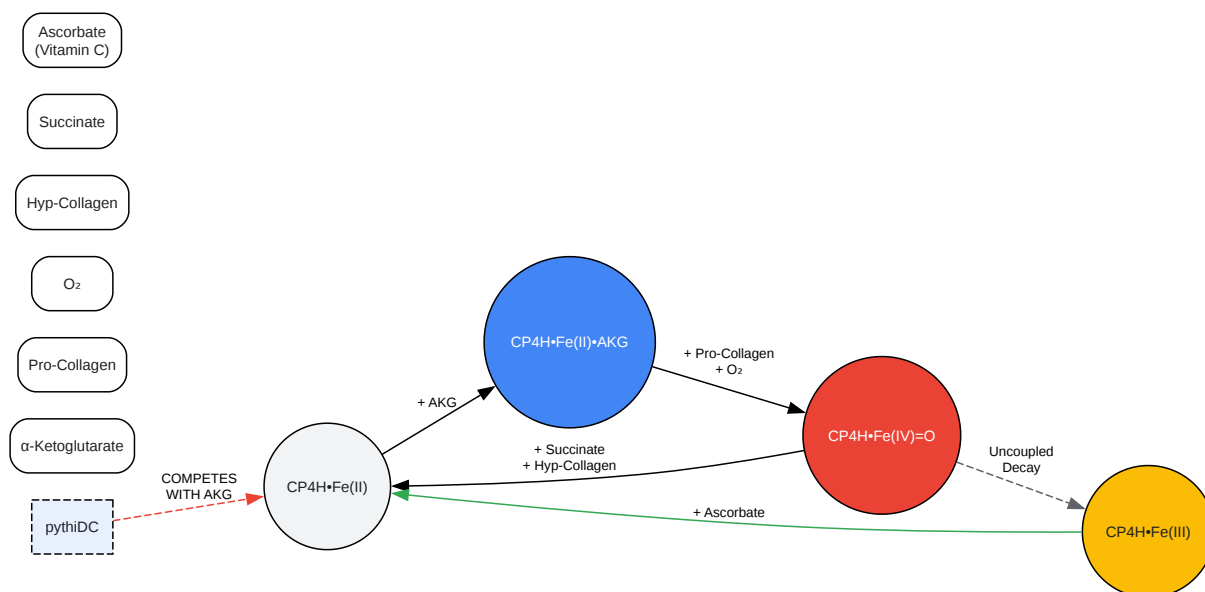 Ascorbate
(Vitamin C)
Succinate
Hyp-Collagen
O₂
Pro-Collagen
α-Ketoglutarate
pythiDC
COMPETES
WITH AKG
CP4H•Fe(II)
+ AKG
CP4H•Fe(II)•AKG
+ Pro-Collagen
+ O₂
CP4H•Fe(IV)=O
+ Succinate
+ Hyp-Collagen
Uncoupled
Decay
+ Ascorbate
CP4H•Fe(III)